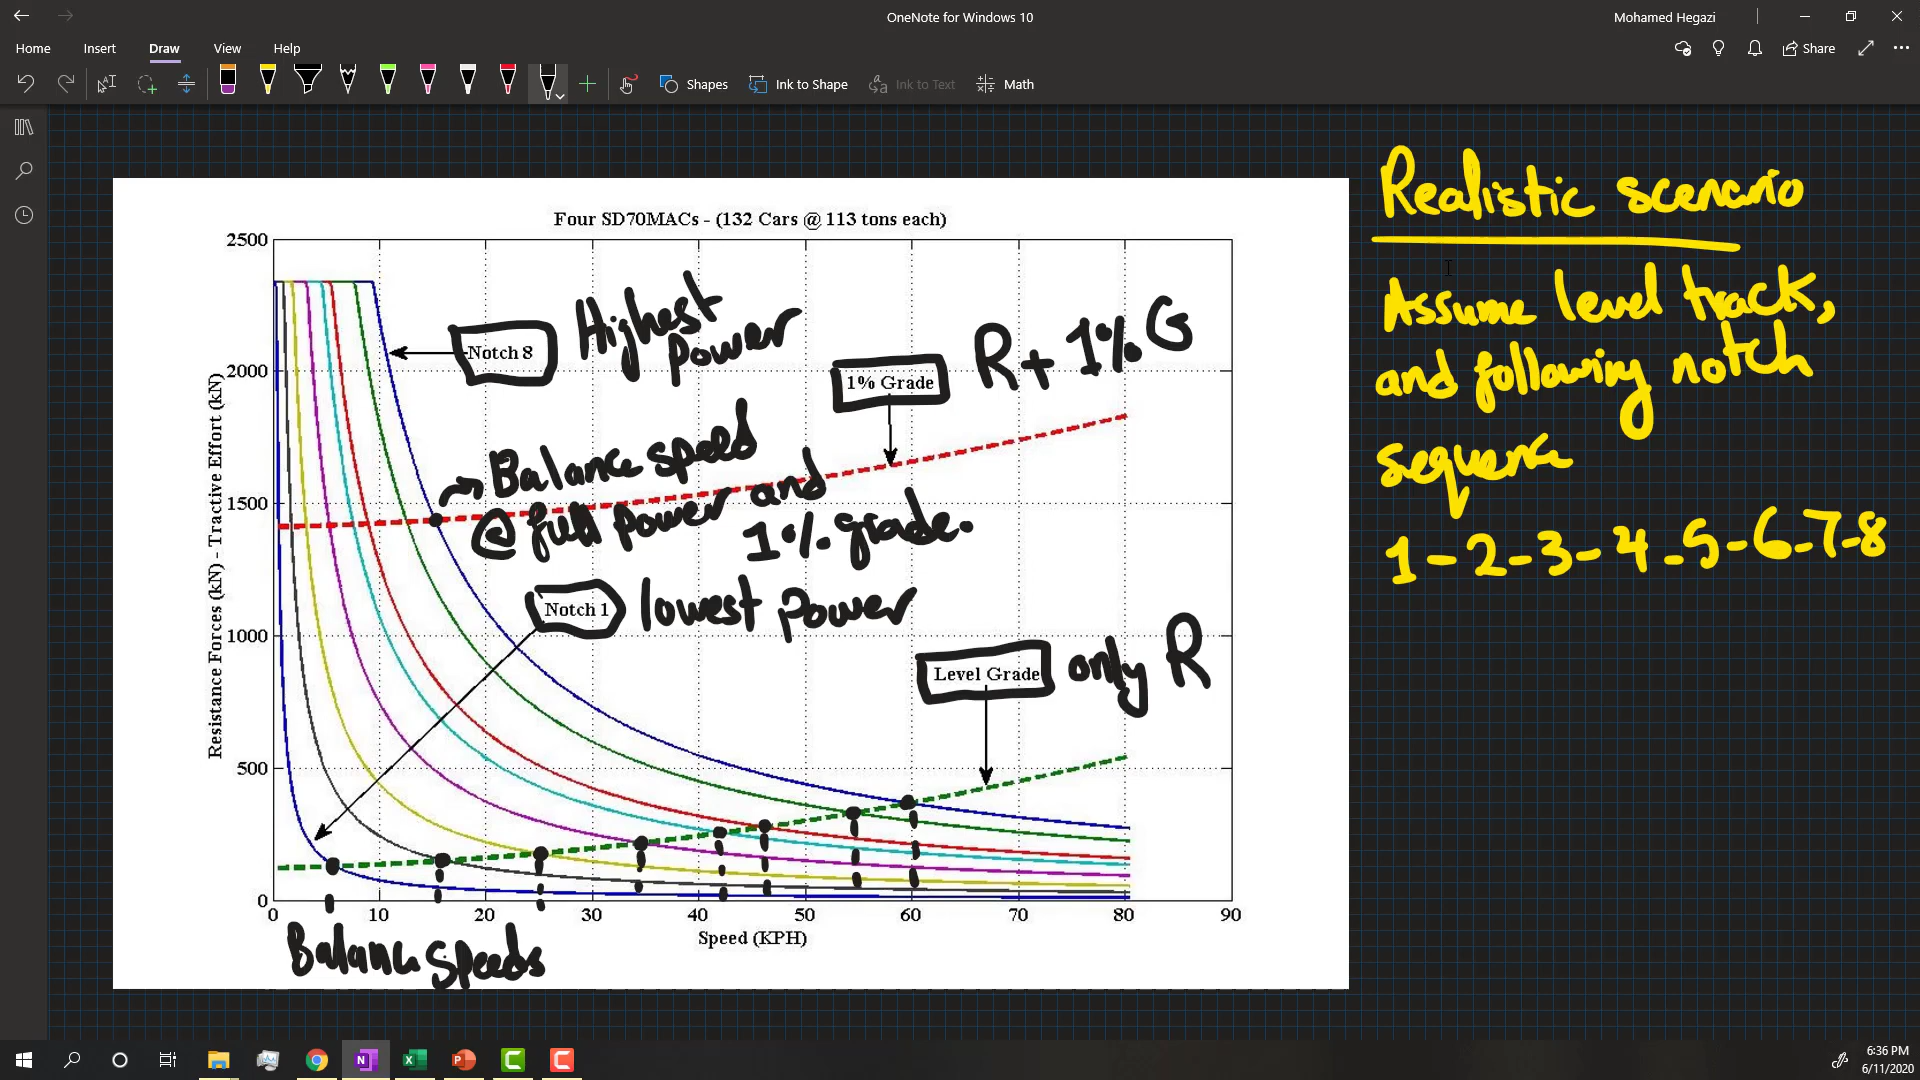 OneNote for Windows 10
Mohamed Hegazi
Home Insert Draw View Help
Share
Shapes Ink to Shape Ink to Text Math
Four SD70MACs - (132 Cars @ 113 tons each)
Resistance Forces (kN) - Tractive Effort (kN)
2500
2000
1500
1000
500
0
Notch 8
Highest
power
1% Grade
R + 1% G
Balance speed
@ full power and
1% grade.
Notch 1
lowest power
Level Grade
only R
0 10 20 30 40 50 60 70 80 90
Speed (KPH)
Balance Speeds
Realistic scenario
Assume level track,
and following notch
sequence
1-2-3-4-5-6-7-8
6:36 PM
6/11/2020